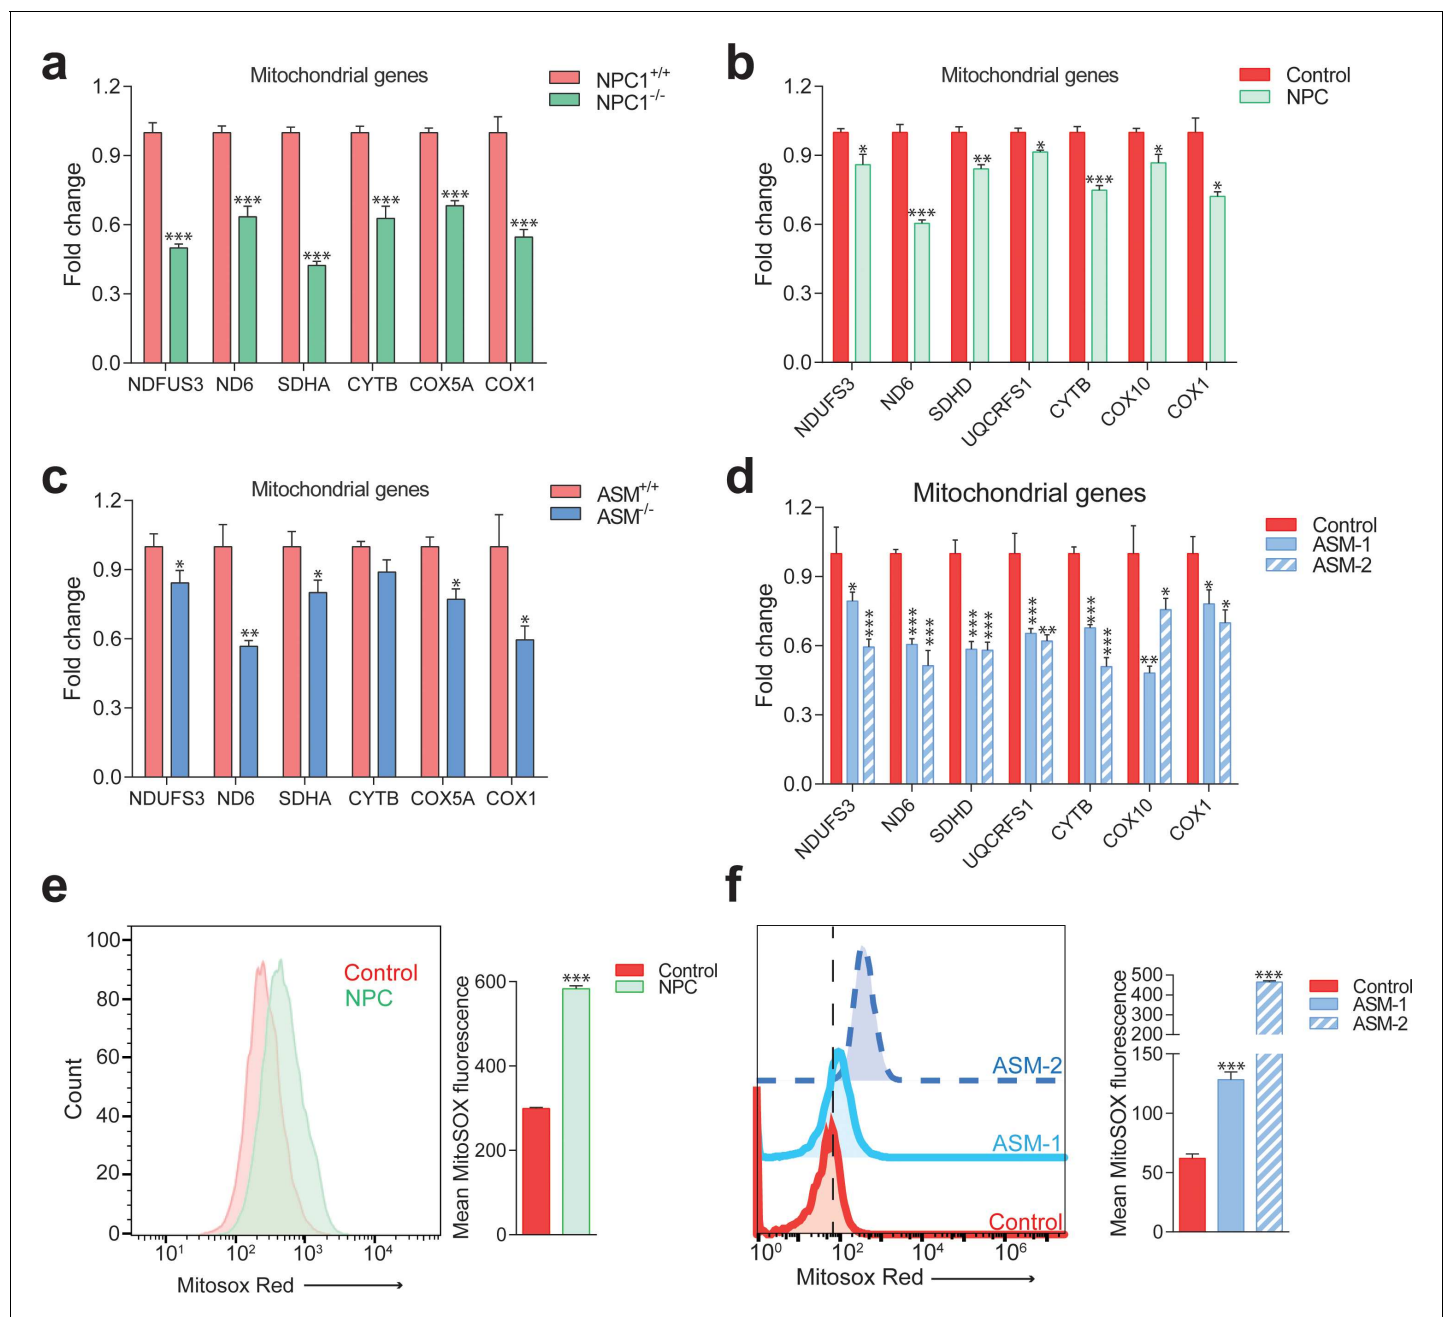 a
Mitochondrial genes
NPC1+/+
NPC1-/-
Fold change
1.2
0.9
0.6
0.3
0.0
*** *** *** *** *** ***
NDFUS3 ND6 SDHA CYTB COX5A COX1
b
Mitochondrial genes
Control
NPC
Fold change
1.2
0.9
0.6
0.3
0.0
* *** ** * *** * *
NDUFS3 ND6 SDHD UQCRFS1 CYTB COX10 COX1
c
Mitochondrial genes
ASM+/+
ASM-/-
Fold change
1.2
0.9
0.6
0.3
0.0
* ** * * *
NDUFS3 ND6 SDHA CYTB COX5A COX1
d
Mitochondrial genes
Control
ASM-1
ASM-2
Fold change
1.2
0.9
0.6
0.3
0.0
* *** *** *** *** *** *** ** *** *** ** * * *
NDUFS3 ND6 SDHD UQCRFS1 CYTB COX10 COX1
e
Count
100
80
60
40
20
0
Control
NPC
101 102 103 104
Mitosox Red
Mean MitoSOX fluorescence
600
400
200
0
***
Control
NPC
f
ASM-2
ASM-1
Control
100 102 104 106
Mitosox Red
Mean MitoSOX fluorescence
500
400
300
200
150
100
50
0
*** ***
Control
ASM-1
ASM-2